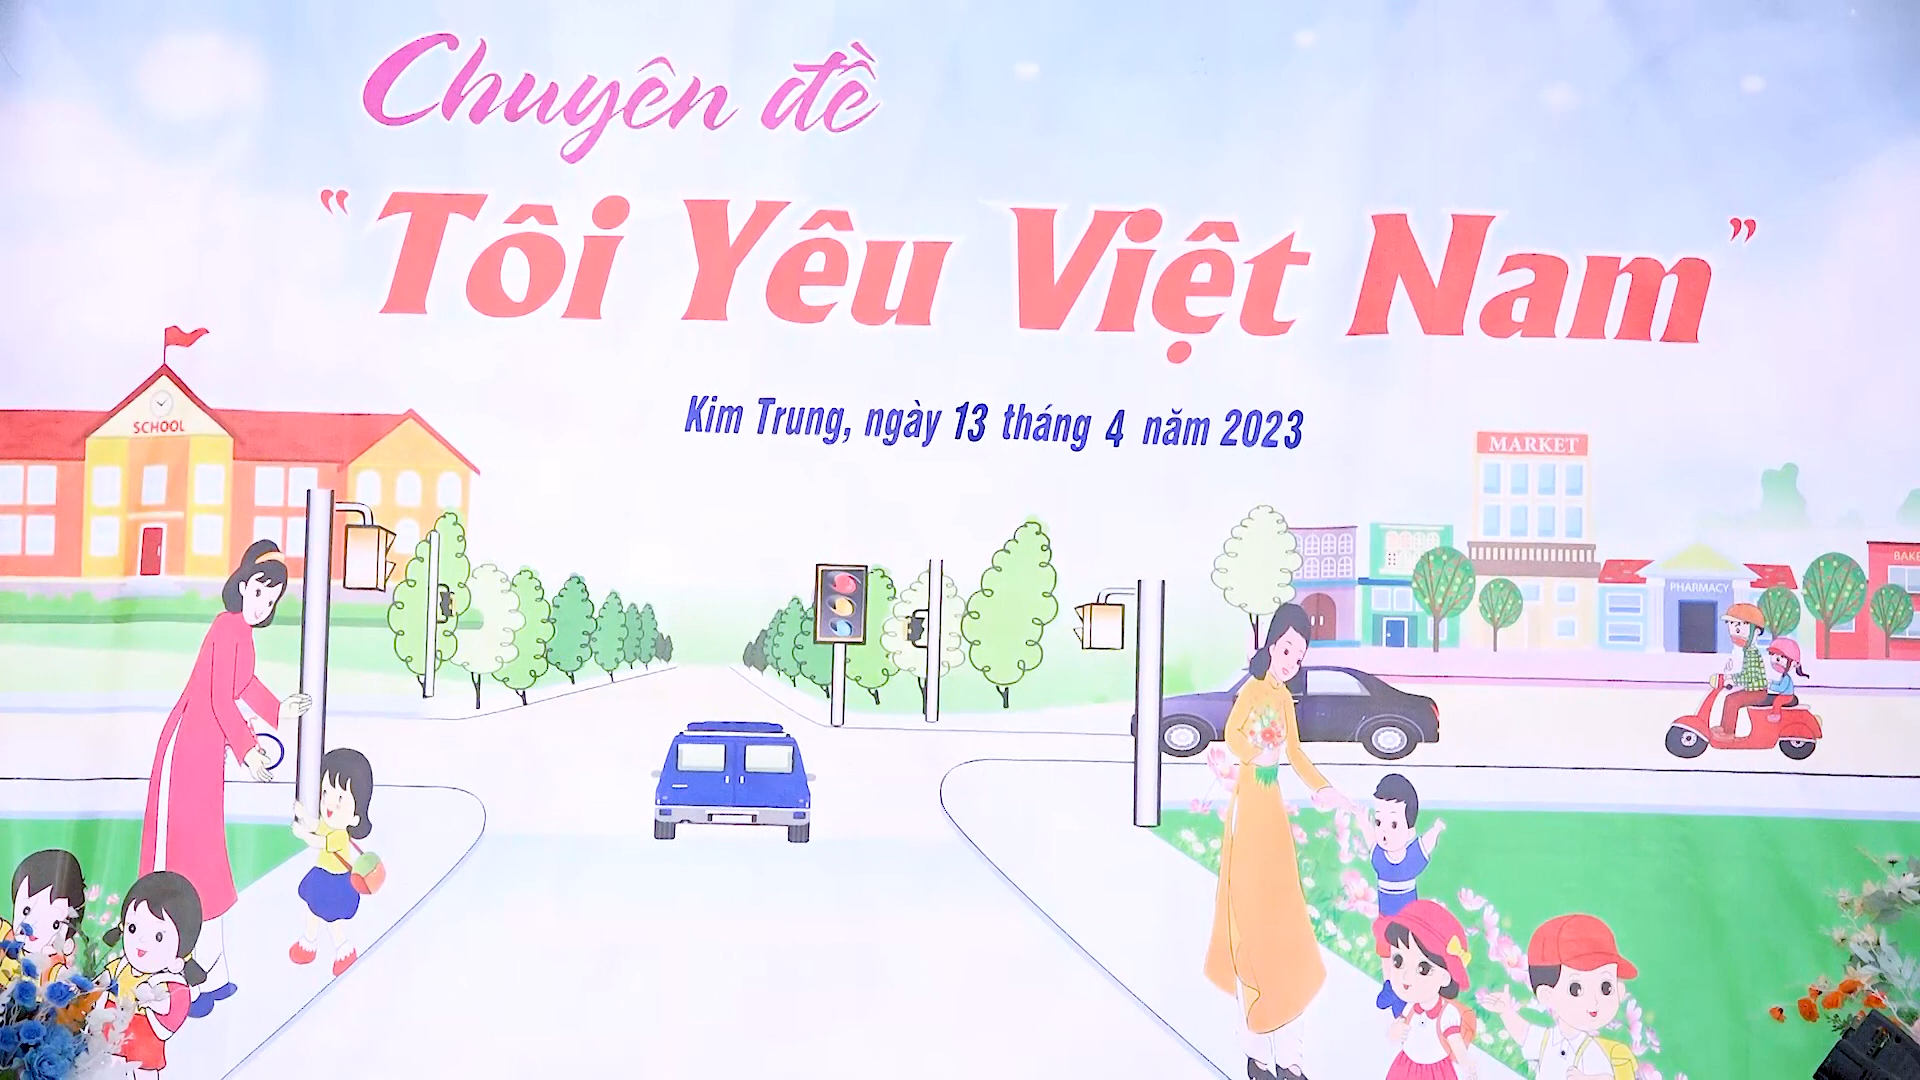 Chuyên đề
“Tôi Yêu Việt Nam”
Kim Trung, ngày 13 tháng 4 năm 2023
SCHOOL
MARKET
PHARMACY